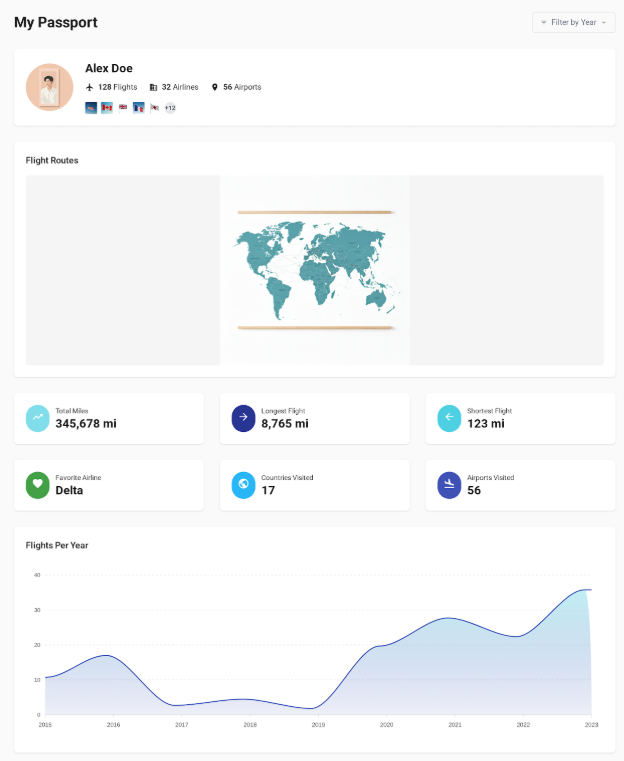 My Passport
Filter by Year
Alex Doe
128 Flights 32 Airlines 56 Airports
+12
Flight Routes
Total Miles
345,678 mi
Longest Flight
8,765 mi
Shortest Flight
123 mi
Favorite Airline
Delta
Countries Visited
17
Airports Visited
56
Flights Per Year
40
30
20
10
0
2015 2016 2017 2018 2019 2020 2021 2022 2023